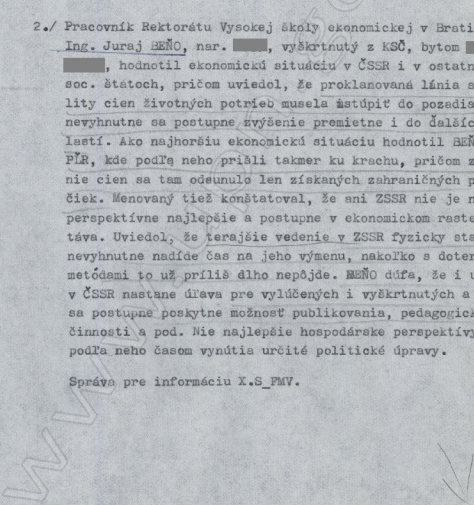 2./ Pracovník Rektorátu Vysokej školy ekonomickej v Brati
Ing. Juraj BEŇO, nar. , vyškrtnutý z KSČ, bytom
, hodnotil ekonomickú situáciu v ČSSR i v ostatn
soc. štátoch, pričom uviedol, že proklamovaná lánia s
lity cien životných potrieb musela ústúpiť do pozadia
nevyhnutne sa postupne zvýšenie premietne i do ďalšíc
lastí. Ako najhoršiu ekonomickú situáciu hodnotil BEŇ
PĽR, kde podľa neho prišli takmer ku krachu, pričom z
nie cien sa tam odsunulo len získaných zahraničných p
čiek. Menovaný tiež konštatoval, že ani ZSSR nie je n
perspektívne najlepšie a postupne v ekonomickom raste
táva. Uviedol, že terajšie vedenie v ZSSR fyzicky sta
nevyhnutne nadíde čas na jeho výmenu, nakoľko s doter
metódami to už príliš dlho nepôjde. BEŇO dúfa, že i u
v ČSSR nastane úľava pre vylúčených i vyškrtnutých a
sa postupne poskytne možnosť publikovania, pedagogick
činnosti a pod. Nie najlepšie hospodárske perspektívy
podľa neho časom vynútia určité politické úpravy.
Správa pre informáciu X.S_FMV.